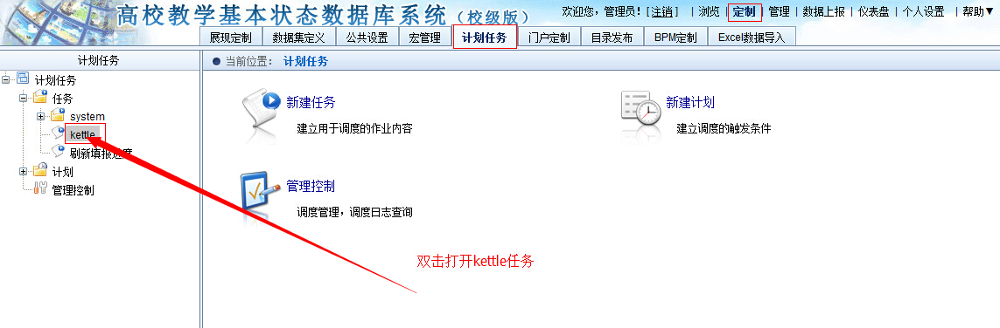 高校教学基本状态数据库系统（校级版）
欢迎您，管理员！[注销] | 浏览 | 定制 | 管理 | 数据上报 | 仪表盘 | 个人设置 | 帮助▼
展现定制 数据集定义 公共设置 宏管理 计划任务 门户定制 目录发布 BPM定制 Excel数据导入
计划任务
当前位置： 计划任务
计划任务
任务
system
kettle
刷新填报进度
计划
管理控制
新建任务
建立用于调度的作业内容
新建计划
建立调度的触发条件
管理控制
调度管理，调度日志查询
双击打开kettle任务